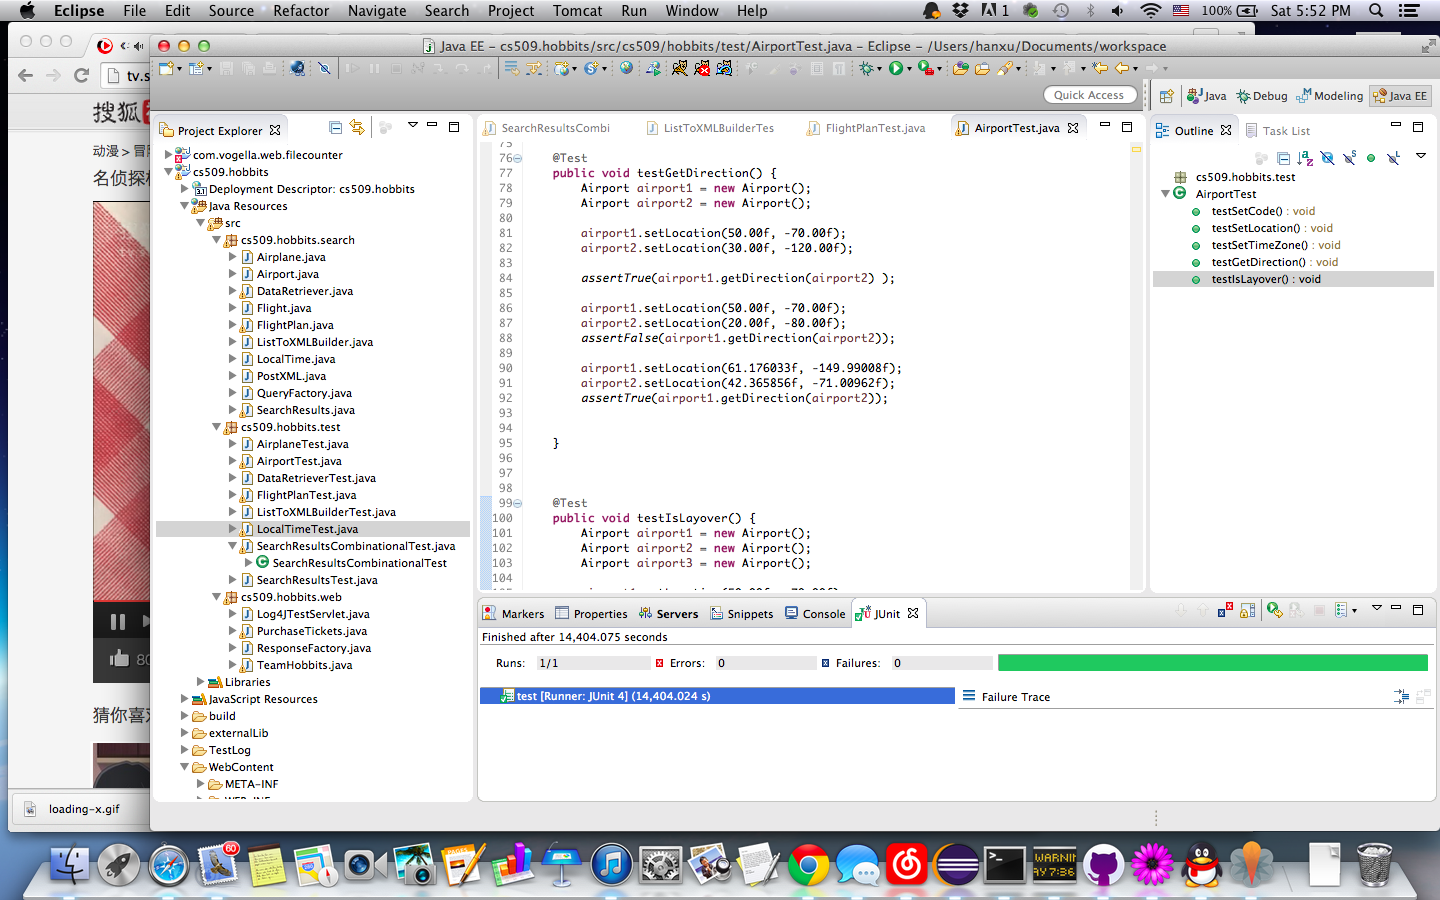 Eclipse File Edit Source Refactor Navigate Search Project Tomcat Run Window Help
1 100% Sat 5:52 PM
Java EE – cs509.hobbits/src/cs509/hobbits/test/AirportTest.java – Eclipse – /Users/hanxu/Documents/workspace
tv.s
Quick Access
Java Debug Modeling Java EE
搜狐
动漫 >
Project Explorer
com.vogella.web.filecounter
cs509.hobbits
Deployment Descriptor: cs509.hobbits
Java Resources
src
cs509.hobbits.search
Airplane.java
Airport.java
DataRetriever.java
Flight.java
FlightPlan.java
ListToXMLBuilder.java
LocalTime.java
PostXML.java
QueryFactory.java
SearchResults.java
cs509.hobbits.test
AirplaneTest.java
AirportTest.java
DataRetrieverTest.java
FlightPlanTest.java
ListToXMLBuilderTest.java
LocalTimeTest.java
SearchResultsCombinationalTest.java
SearchResultsCombinationalTest
SearchResultsTest.java
cs509.hobbits.web
Log4JTestServlet.java
PurchaseTickets.java
ResponseFactory.java
TeamHobbits.java
Libraries
JavaScript Resources
build
externalLib
TestLog
WebContent
META-INF
SearchResultsCombi ListToXMLBuilderTes FlightPlanTest.java AirportTest.java
75
76 @Test
77 public void testGetDirection() {
78 Airport airport1 = new Airport();
79 Airport airport2 = new Airport();
80
81 airport1.setLocation(50.00f, -70.00f);
82 airport2.setLocation(30.00f, -120.00f);
83
84 assertTrue(airport1.getDirection(airport2) );
85
86 airport1.setLocation(50.00f, -70.00f);
87 airport2.setLocation(20.00f, -80.00f);
88 assertFalse(airport1.getDirection(airport2));
89
90 airport1.setLocation(61.176033f, -149.99008f);
91 airport2.setLocation(42.365856f, -71.00962f);
92 assertTrue(airport1.getDirection(airport2));
93
94
95 }
96
97
98
99 @Test
100 public void testIsLayover() {
101 Airport airport1 = new Airport();
102 Airport airport2 = new Airport();
103 Airport airport3 = new Airport();
104
Outline Task List
cs509.hobbits.test
AirportTest
testSetCode() : void
testSetLocation() : void
testSetTimeZone() : void
testGetDirection() : void
testIsLayover() : void
Markers Properties Servers Snippets Console JUnit
Finished after 14,404.075 seconds
Runs: 1/1 Errors: 0 Failures: 0
test [Runner: JUnit 4] (14,404.024 s)
Failure Trace
名侦探
80
猜你喜
loading-x.gif
60
PAGES
WARNIN
AY 7:36